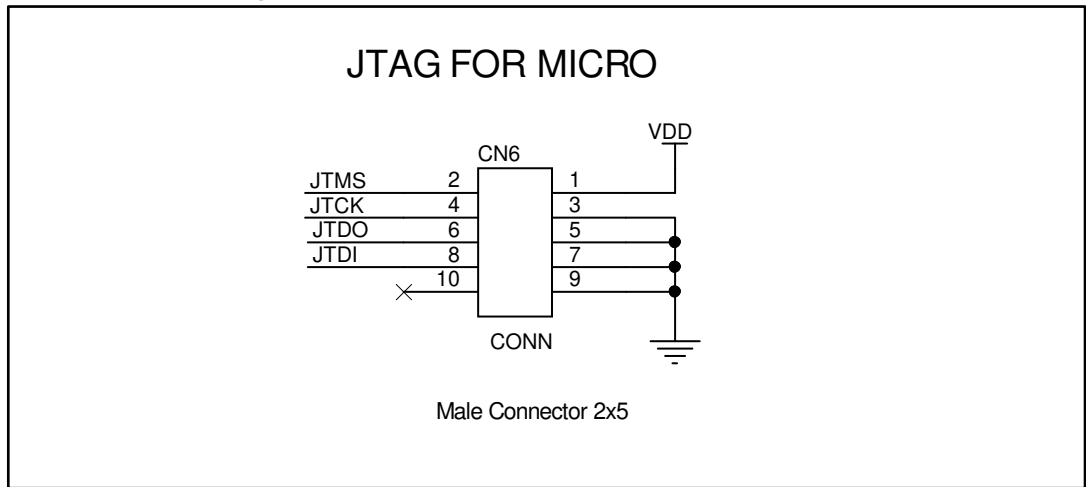 JTAG FOR MICRO
VDD
CN6
JTMS 2 1
JTCK 4 3
JTDO 6 5
JTDI 8 7
10 9
CONN
Male Connector 2x5